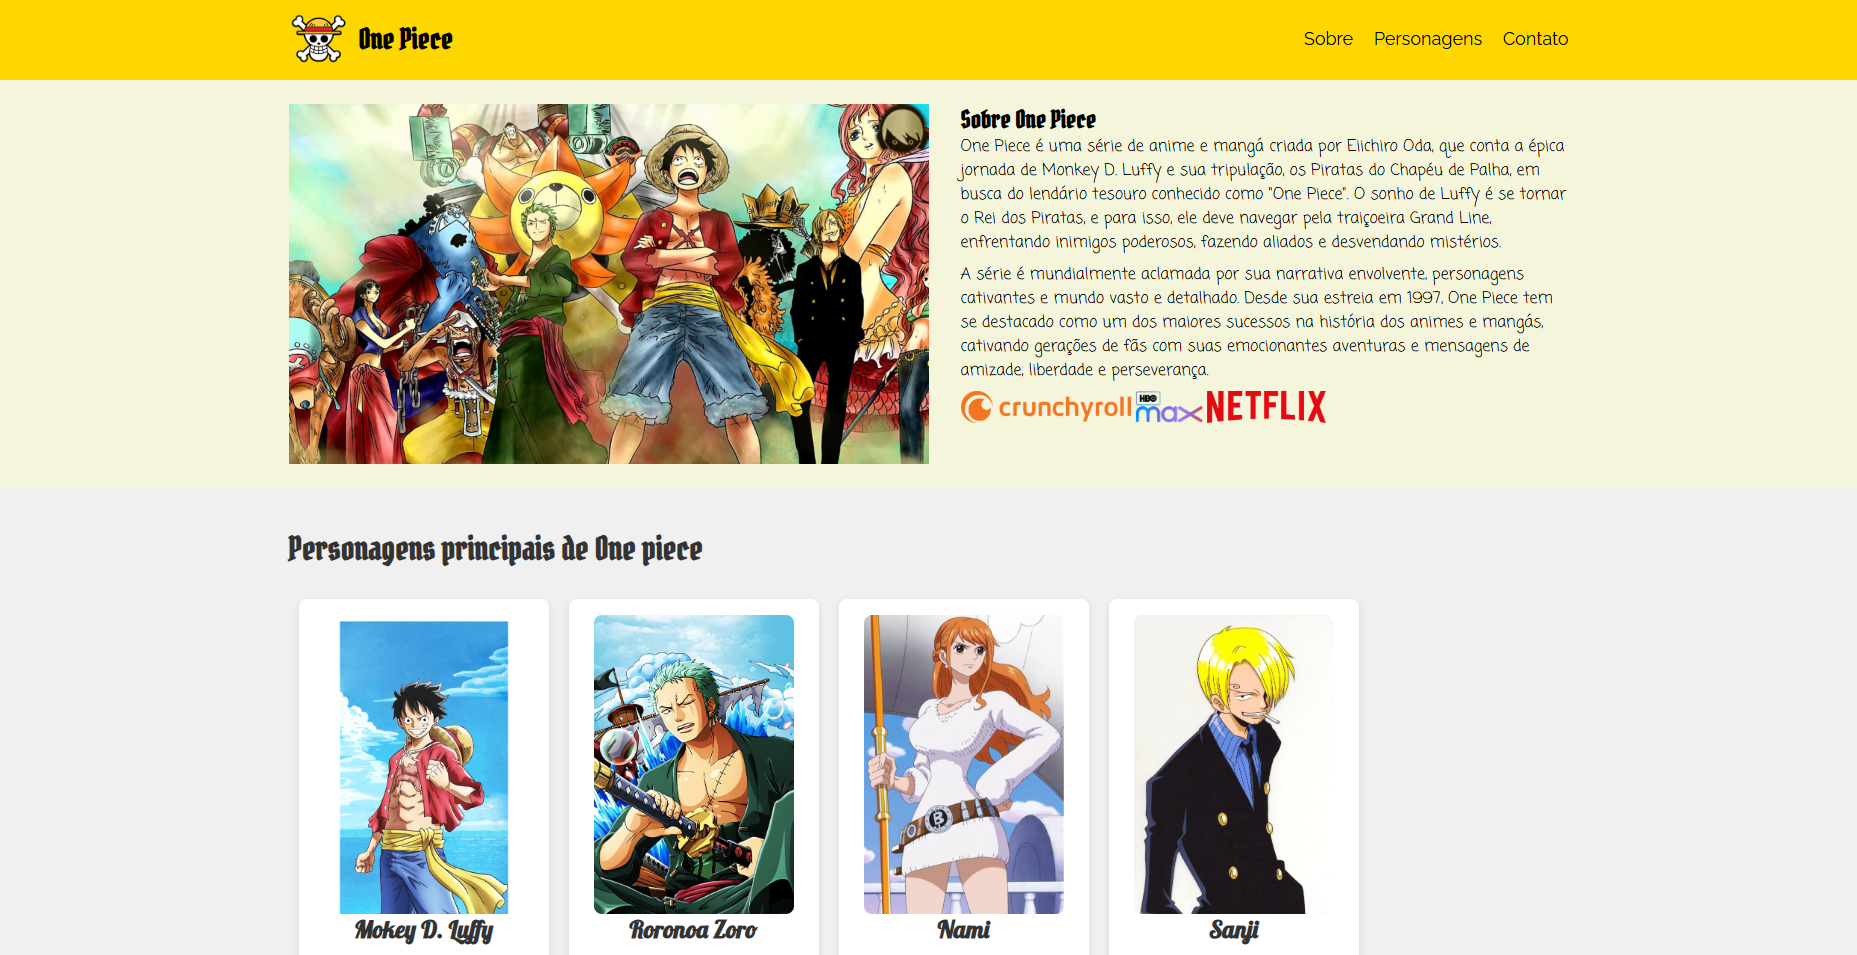 One Piece
Sobre Personagens Contato
Sobre One Piece
One Piece é uma série de anime e mangá criada por Eiichiro Oda, que conta a épica
jornada de Monkey D. Luffy e sua tripulação, os Piratas do Chapéu de Palha, em
busca do lendário tesouro conhecido como "One Piece". O sonho de Luffy é se tornar
o Rei dos Piratas, e para isso, ele deve navegar pela traiçoeira Grand Line,
enfrentando inimigos poderosos, fazendo aliados e desvendando mistérios.
A série é mundialmente aclamada por sua narrativa envolvente, personagens
cativantes e mundo vasto e detalhado. Desde sua estreia em 1997, One Piece tem
se destacado como um dos maiores sucessos na história dos animes e mangás,
cativando gerações de fãs com suas emocionantes aventuras e mensagens de
amizade, liberdade e perseverança.
crunchyroll HBO max NETFLIX
Personagens principais de One piece
Mokey D. Luffy
Roronoa Zoro
Nami
Sanji